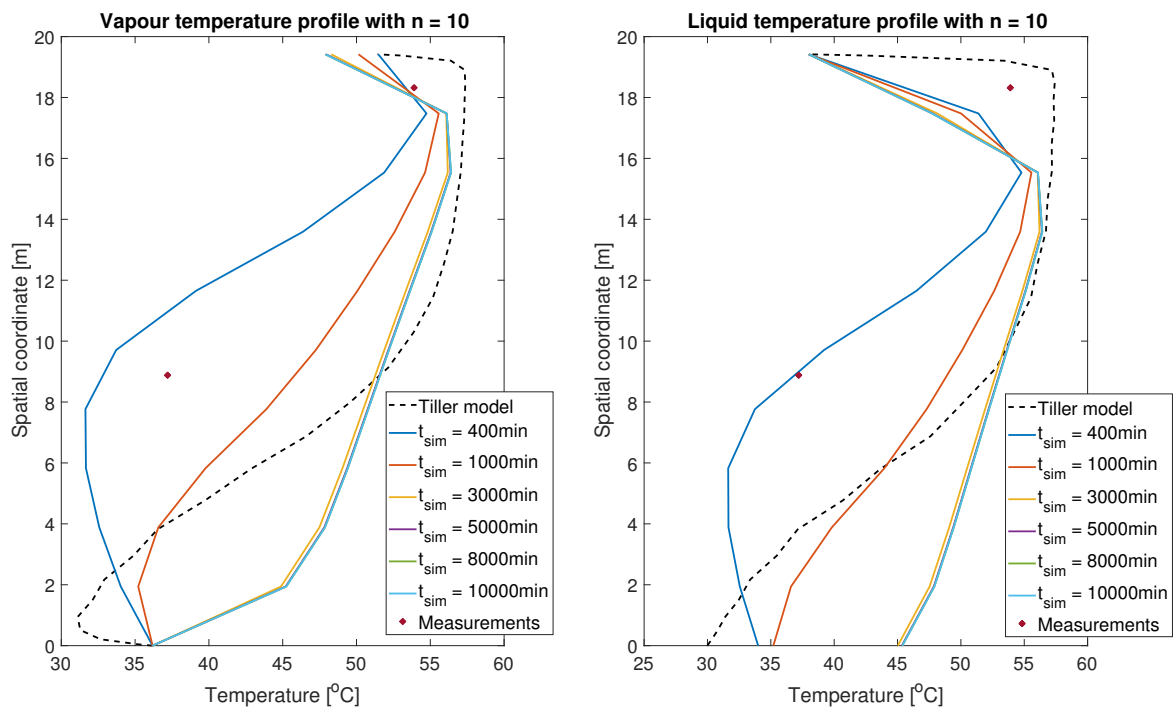 Vapour temperature profile with n = 10
20
18
16
14
12
10
8
6
4
2
0
Spatial coordinate [m]
30 35 40 45 50 55 60
Temperature [°C]
Tiller model
t_sim = 400min
t_sim = 1000min
t_sim = 3000min
t_sim = 5000min
t_sim = 8000min
t_sim = 10000min
Measurements
Liquid temperature profile with n = 10
20
18
16
14
12
10
8
6
4
2
0
Spatial coordinate [m]
25 30 35 40 45 50 55 60
Temperature [°C]
Tiller model
t_sim = 400min
t_sim = 1000min
t_sim = 3000min
t_sim = 5000min
t_sim = 8000min
t_sim = 10000min
Measurements